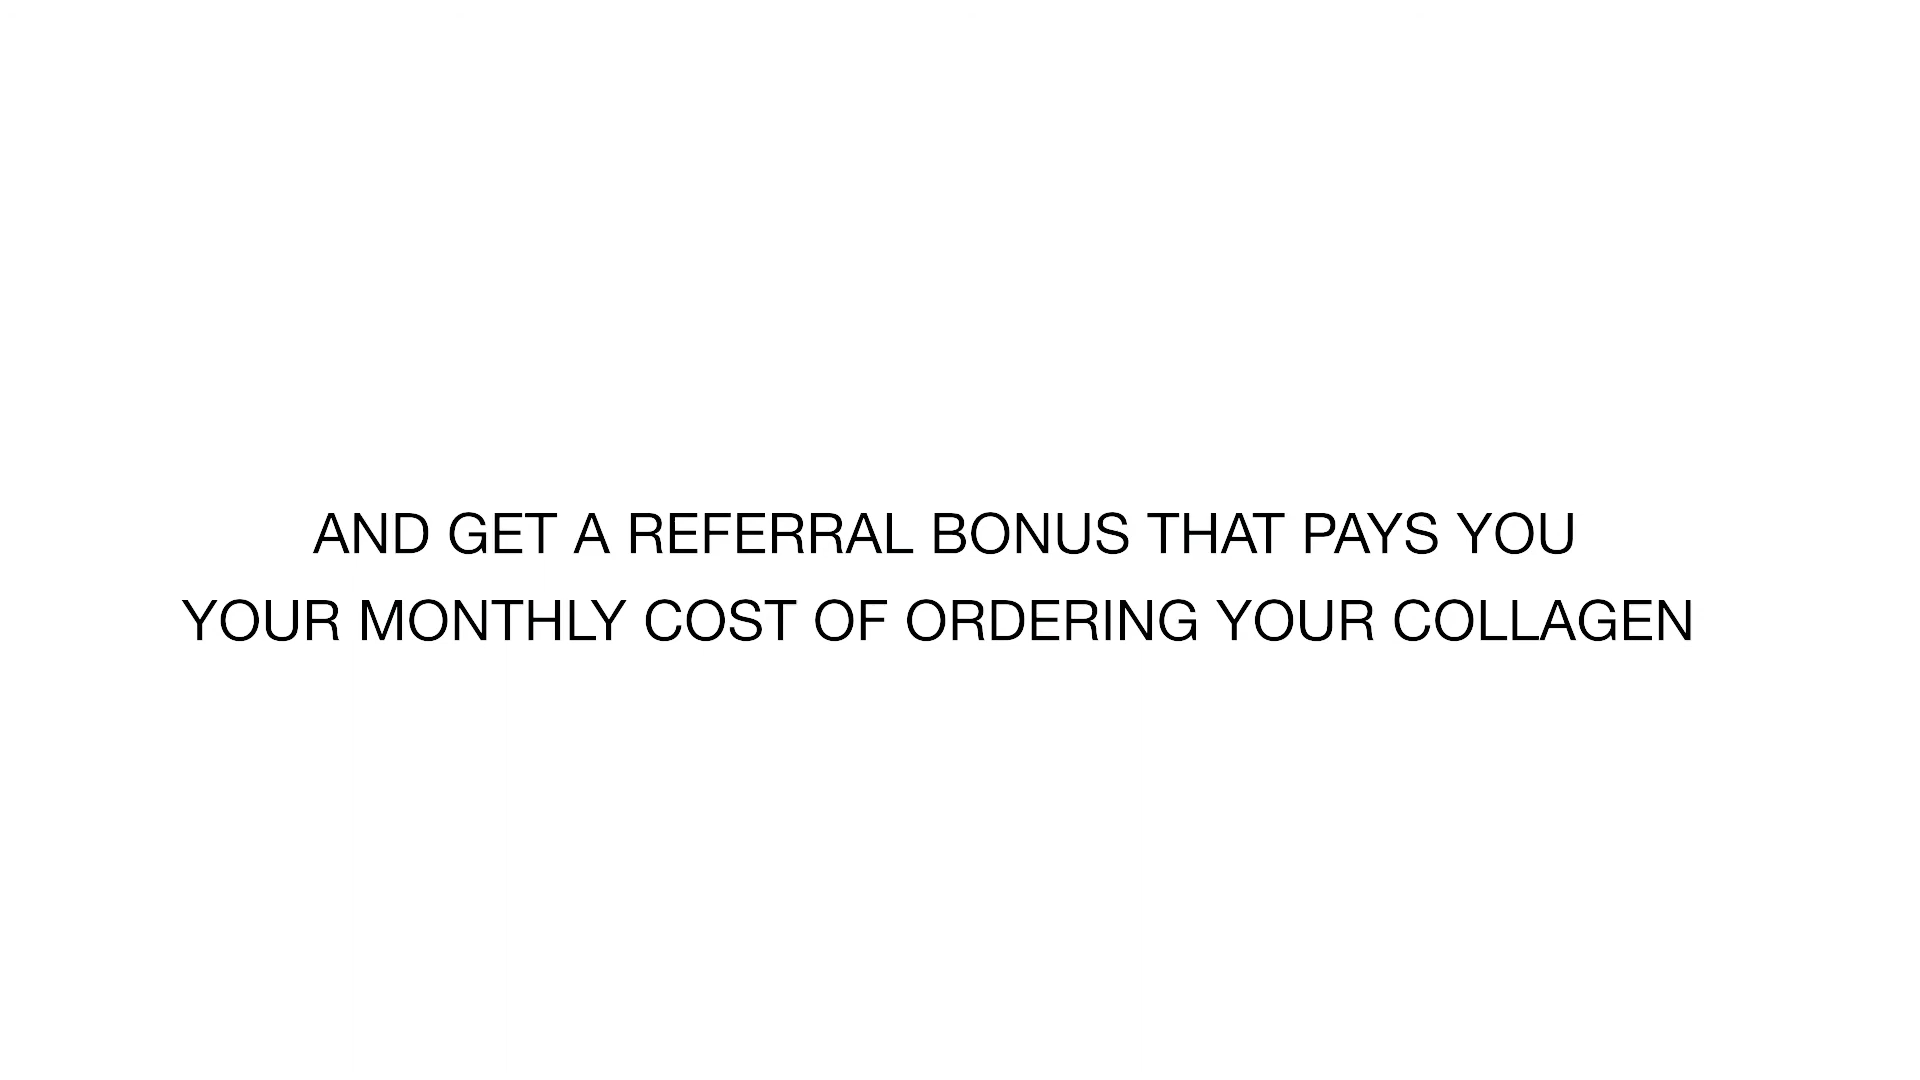 AND GET A REFERRAL BONUS THAT PAYS YOU
YOUR MONTHLY COST OF ORDERING YOUR COLLAGEN